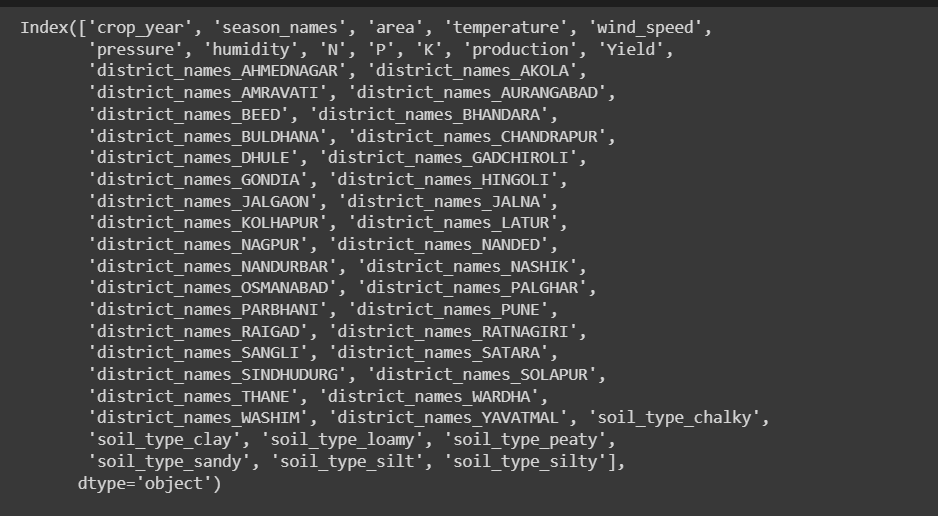 Index(['crop_year', 'season_names', 'area', 'temperature', 'wind_speed',
'pressure', 'humidity', 'N', 'P', 'K', 'production', 'Yield',
'district_names_AHMEDNAGAR', 'district_names_AKOLA',
'district_names_AMRAVATI', 'district_names_AURANGABAD',
'district_names_BEED', 'district_names_BHANDARA',
'district_names_BULDHANA', 'district_names_CHANDRAPUR',
'district_names_DHULE', 'district_names_GADCHIROLI',
'district_names_GONDIA', 'district_names_HINGOLI',
'district_names_JALGAON', 'district_names_JALNA',
'district_names_KOLHAPUR', 'district_names_LATUR',
'district_names_NAGPUR', 'district_names_NANDED',
'district_names_NANDURBAR', 'district_names_NASHIK',
'district_names_OSMANABAD', 'district_names_PALGHAR',
'district_names_PARBHANI', 'district_names_PUNE',
'district_names_RAIGAD', 'district_names_RATNAGIRI',
'district_names_SANGLI', 'district_names_SATARA',
'district_names_SINDHUDURG', 'district_names_SOLAPUR',
'district_names_THANE', 'district_names_WARDHA',
'district_names_WASHIM', 'district_names_YAVATMAL', 'soil_type_chalky',
'soil_type_clay', 'soil_type_loamy', 'soil_type_peaty',
'soil_type_sandy', 'soil_type_silt', 'soil_type_silty'],
dtype='object')